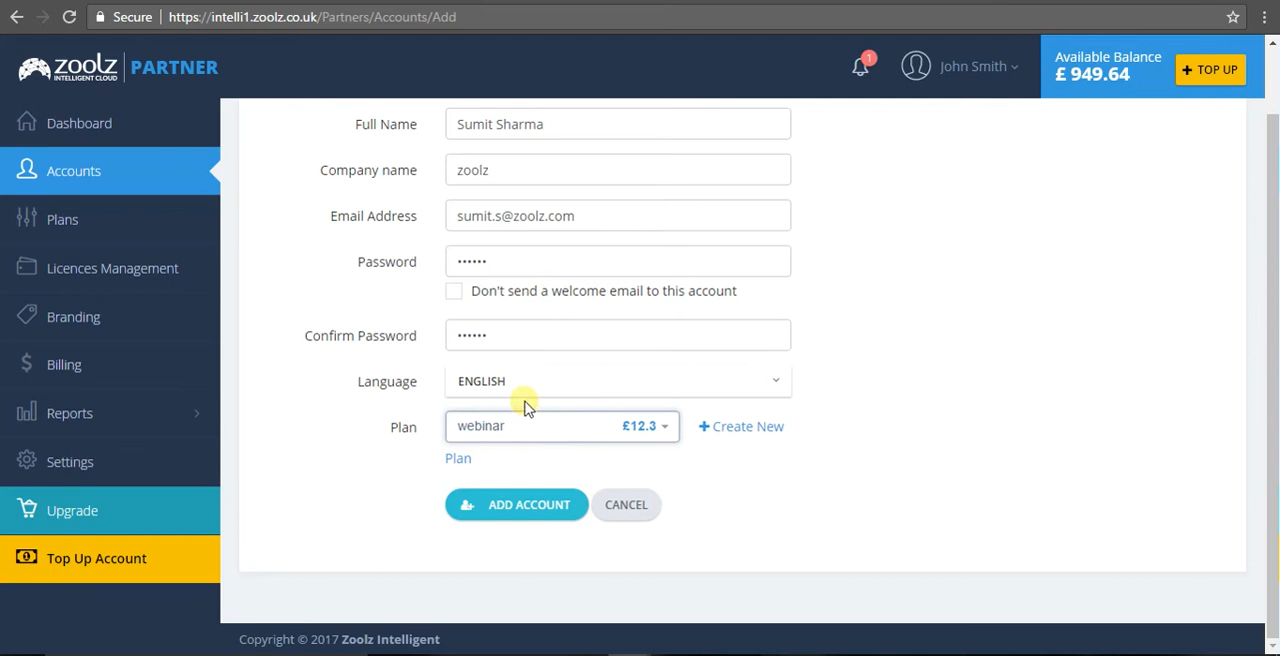 Secure https://intelli1.zoolz.co.uk/Partners/Accounts/Add
zoolz
INTELLIGENT CLOUD
PARTNER
1
John Smith
Available Balance
£ 949.64
+ TOP UP
Dashboard
Accounts
Plans
Licences Management
Branding
Billing
Reports
Settings
Upgrade
Top Up Account
Full Name Sumit Sharma
Company name zoolz
Email Address sumit.s@zoolz.com
Password ••••••
Don't send a welcome email to this account
Confirm Password ••••••
Language ENGLISH
Plan webinar £12.3 + Create New
Plan
ADD ACCOUNT CANCEL
Copyright © 2017 Zoolz Intelligent